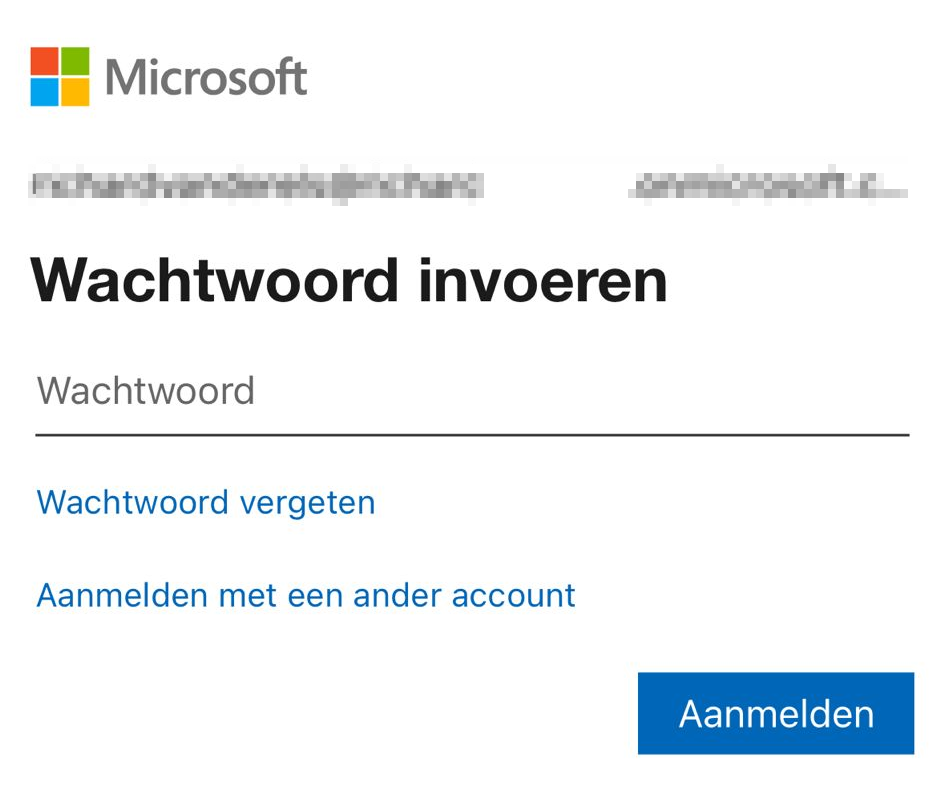 Microsoft
Wachtwoord invoeren
Wachtwoord
Wachtwoord vergeten
Aanmelden met een ander account
Aanmelden